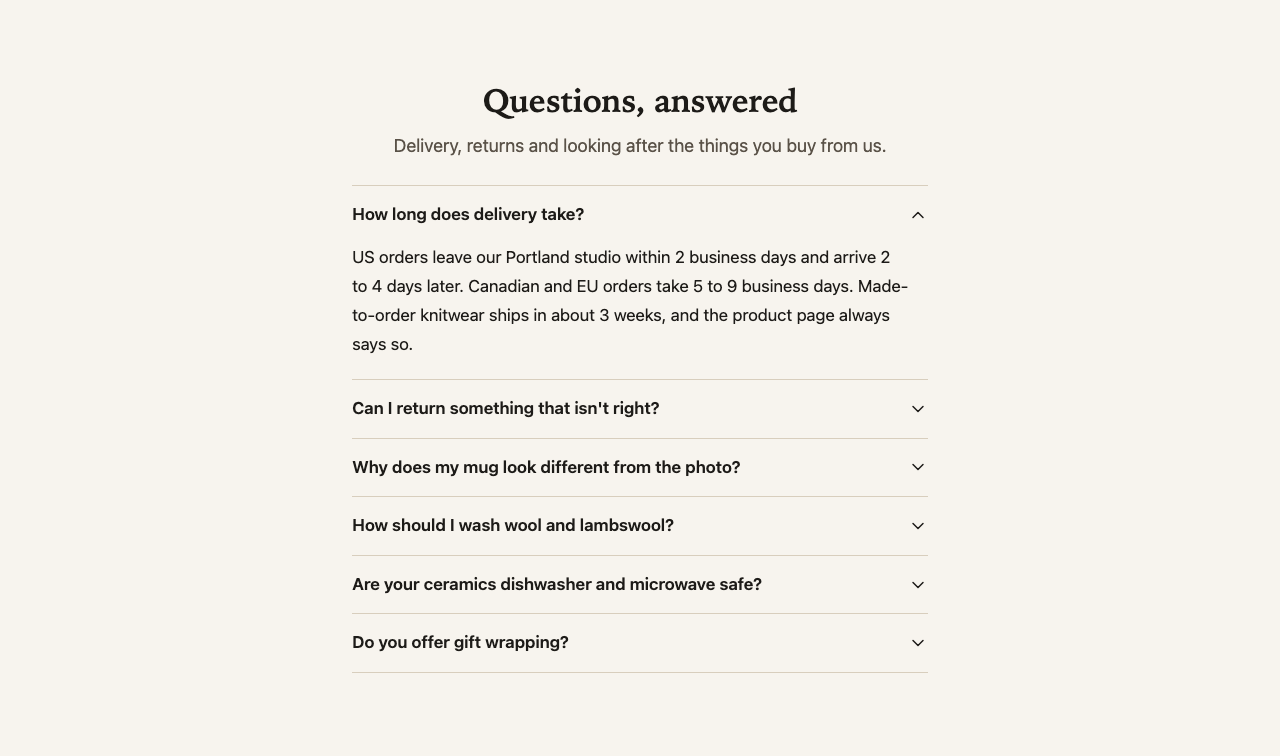 Questions, answered
Delivery, returns and looking after the things you buy from us.
How long does delivery take?
US orders leave our Portland studio within 2 business days and arrive 2
to 4 days later. Canadian and EU orders take 5 to 9 business days. Made-
to-order knitwear ships in about 3 weeks, and the product page always
says so.
Can I return something that isn't right?
Why does my mug look different from the photo?
How should I wash wool and lambswool?
Are your ceramics dishwasher and microwave safe?
Do you offer gift wrapping?